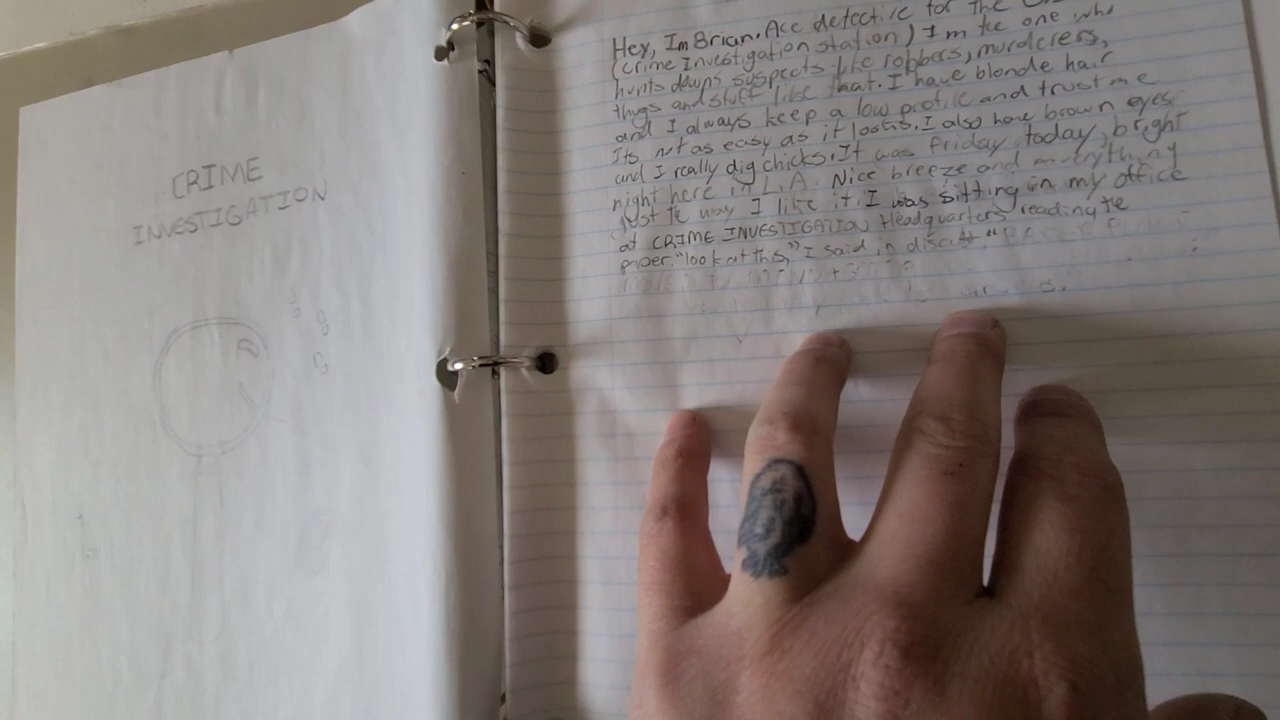 CRIME
INVESTIGATION
Hey, Im Brian. Ace detective for the
(crime Investigation station) I m the one who
hunts downs suspects like robbers, murderers,
thugs and stuff like that. I have blonde hair
and I always keep a low profile and trust me
Its not as easy as it looks. I also have brown eyes
and I really dig chicks. It was friday today, bright
right here in L.A. Nice breeze and everything
Just the way I like it. I was sitting in my office
at CRIME INVESTIGATION Headquarters reading the
"look at this," I said in